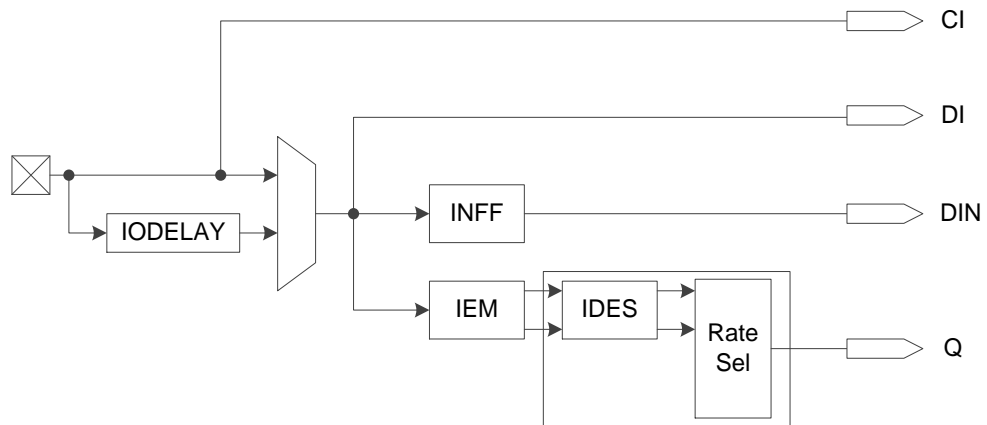 CI
DI
IODELAY
INFF
DIN
IEM
IDES
Rate
Sel
Q